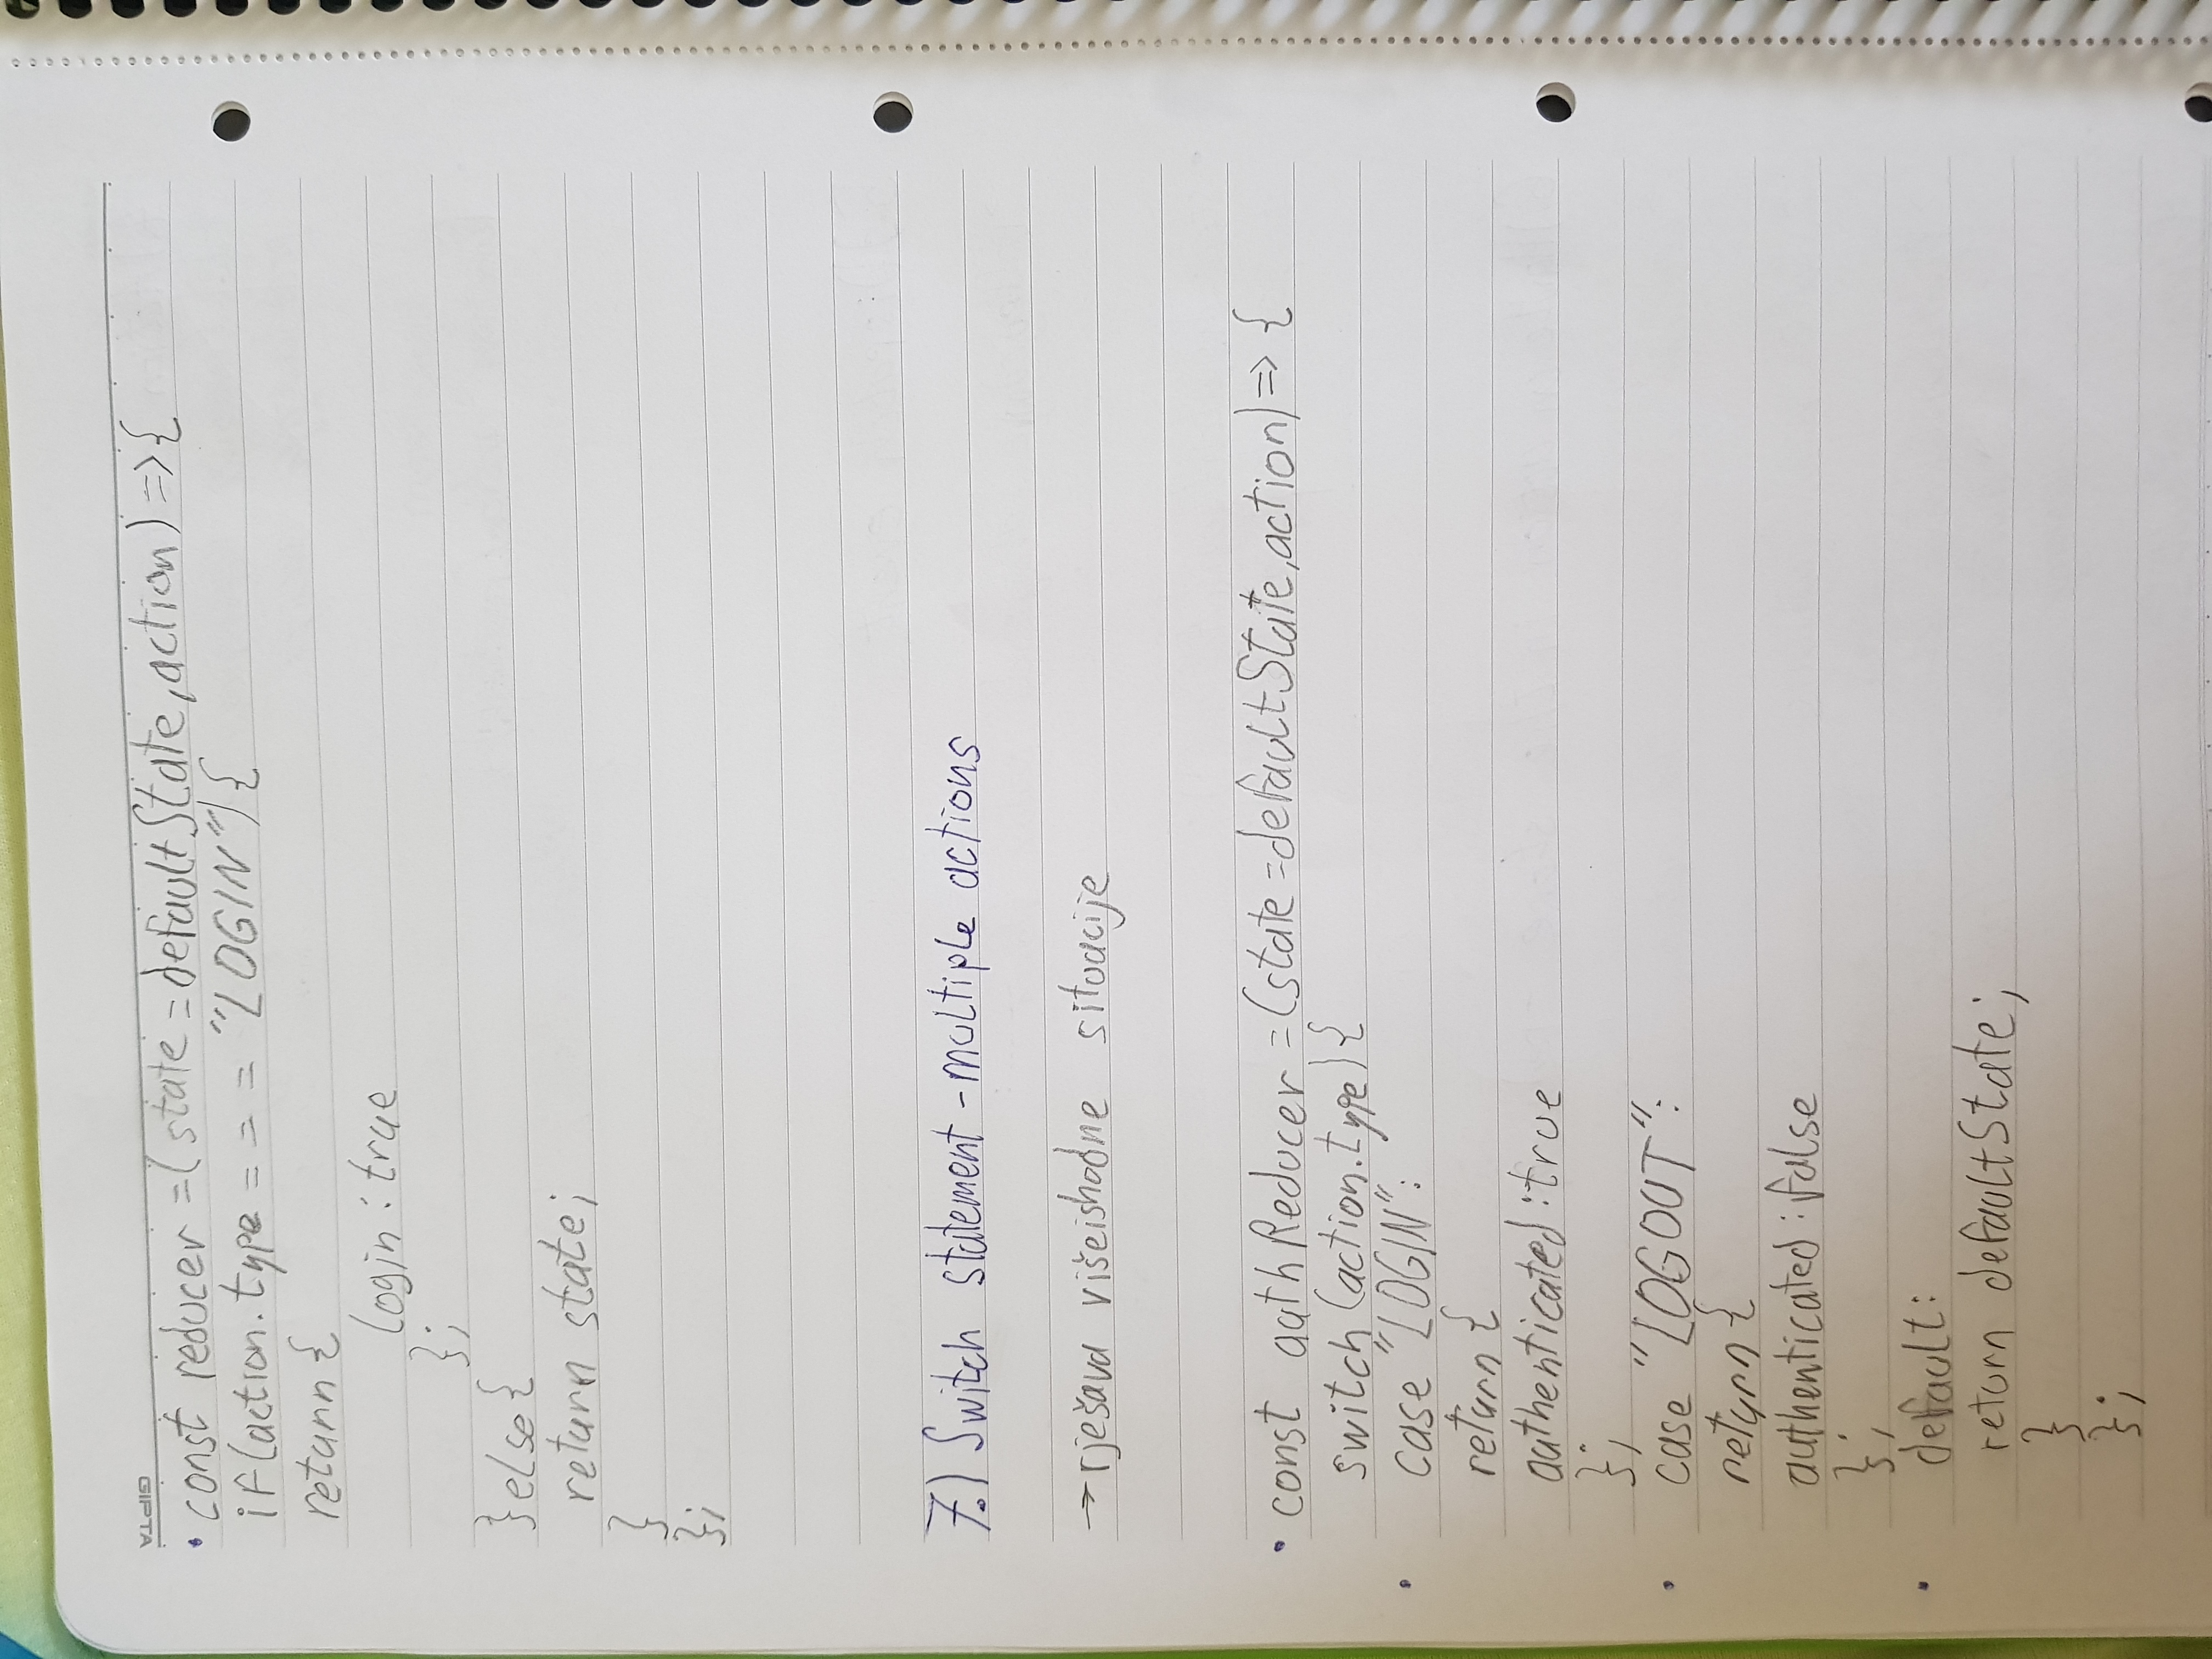 GIPTA
• const reducer =(state=defaultState,action)=>{
if(action.type === "LOGIN"){
return{
login:true
};
}else{
return state;
}
};
7.) Switch statement - multiple actions
→ rješava višeishodne situacije
• const authReducer =(state=defaultState,action)=> {
switch(action.type){
• case "LOGIN":
return{
authenticated:true
};
• case "LOGOUT":
return{
authenticated:false
};
• default:
return defaultState;
}
};